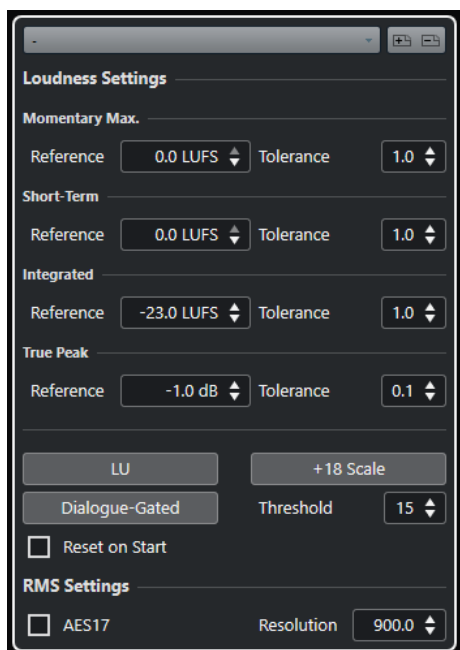 -
Loudness Settings
Momentary Max.
Reference 0.0 LUFS Tolerance 1.0
Short-Term
Reference 0.0 LUFS Tolerance 1.0
Integrated
Reference -23.0 LUFS Tolerance 1.0
True Peak
Reference -1.0 dB Tolerance 0.1
LU +18 Scale
Dialogue-Gated Threshold 15
Reset on Start
RMS Settings
AES17 Resolution 900.0